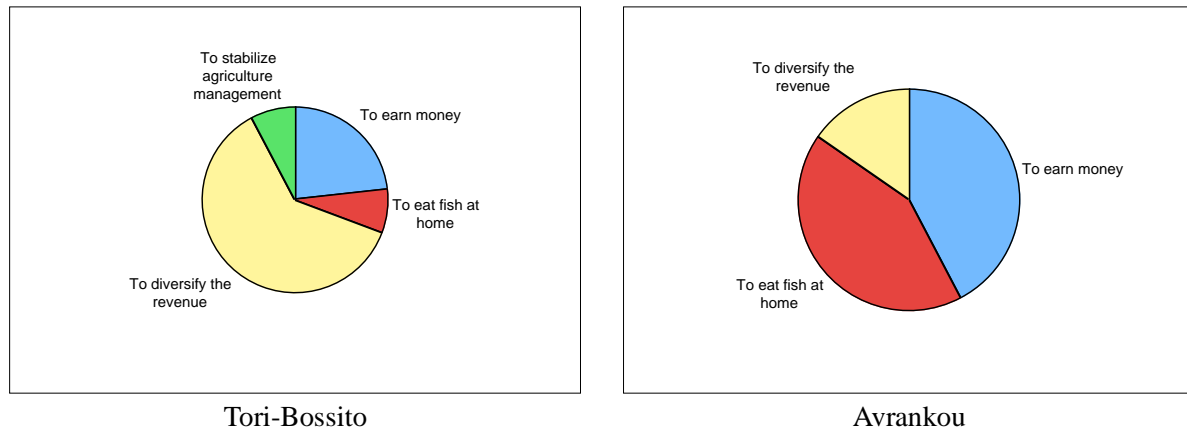 To stabilize
agriculture
management
To earn money
To eat fish at
home
To diversify the
revenue
Tori-Bossito
To diversify the
revenue
To earn money
To eat fish at
home
Avrankou